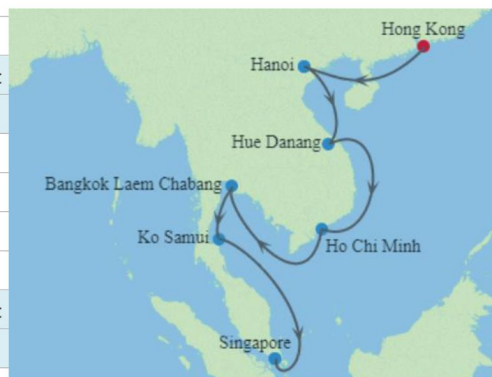 Hong Kong
Hanoi
Hue Danang
Bangkok Laem Chabang
Ko Samui
Ho Chi Minh
Singapore